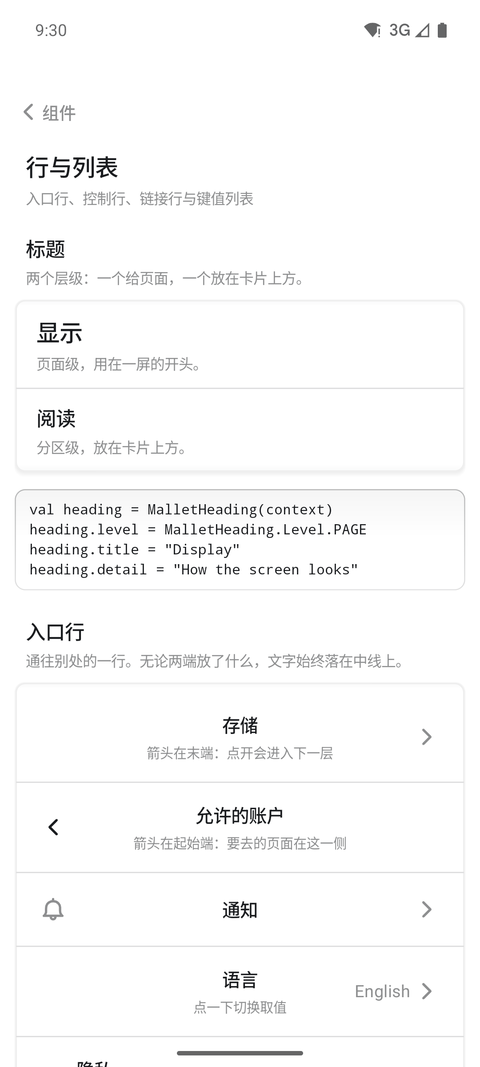 9:30
3G
组件
行与列表
入口行、控制行、链接行与键值列表
标题
两个层级：一个给页面，一个放在卡片上方。
显示
页面级，用在一屏的开头。
阅读
分区级，放在卡片上方。
val heading = MalletHeading(context)
heading.level = MalletHeading.Level.PAGE
heading.title = "Display"
heading.detail = "How the screen looks"
入口行
通往别处的一行。无论两端放了什么，文字始终落在中线上。
存储
箭头在末端：点开会进入下一层
允许的账户
箭头在起始端：要去的页面在这一侧
通知
语言
点一下切换取值
English